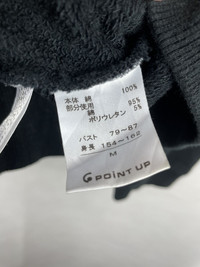 本体 綿 100%
部分使用
綿 95%
ポリウレタン 5%
バスト 79~87
身長 154~162
M
POINT UP